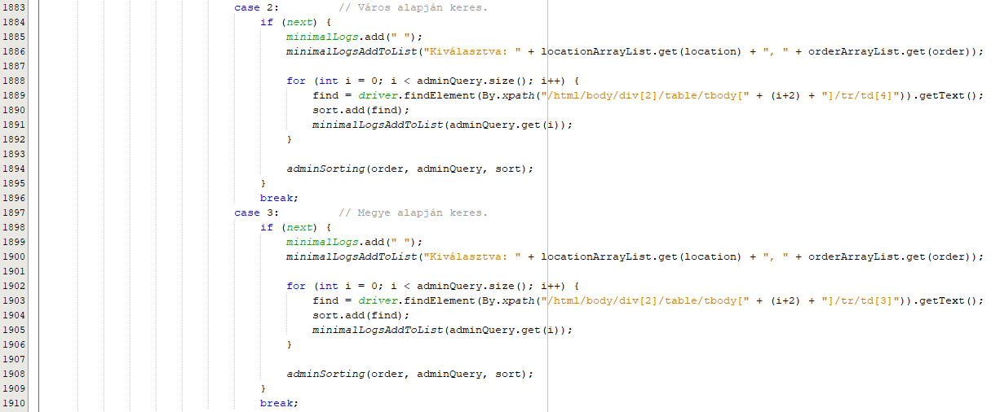 1883 case 2: // Város alapján keres.
1884 if (next) {
1885 minimalLogs.add(" ");
1886 minimalLogsAddToList("Kiválasztva: " + locationArrayList.get(location) + ", " + orderArrayList.get(order));
1887
1888 for (int i = 0; i < adminQuery.size(); i++) {
1889 find = driver.findElement(By.xpath("/html/body/div[2]/table/tbody[" + (i+2) + "]/tr/td[4]")).getText();
1890 sort.add(find);
1891 minimalLogsAddToList(adminQuery.get(i));
1892 }
1893
1894 adminSorting(order, adminQuery, sort);
1895 }
1896 break;
1897 case 3: // Megye alapján keres.
1898 if (next) {
1899 minimalLogs.add(" ");
1900 minimalLogsAddToList("Kiválasztva: " + locationArrayList.get(location) + ", " + orderArrayList.get(order));
1901
1902 for (int i = 0; i < adminQuery.size(); i++) {
1903 find = driver.findElement(By.xpath("/html/body/div[2]/table/tbody[" + (i+2) + "]/tr/td[3]")).getText();
1904 sort.add(find);
1905 minimalLogsAddToList(adminQuery.get(i));
1906 }
1907
1908 adminSorting(order, adminQuery, sort);
1909 }
1910 break;